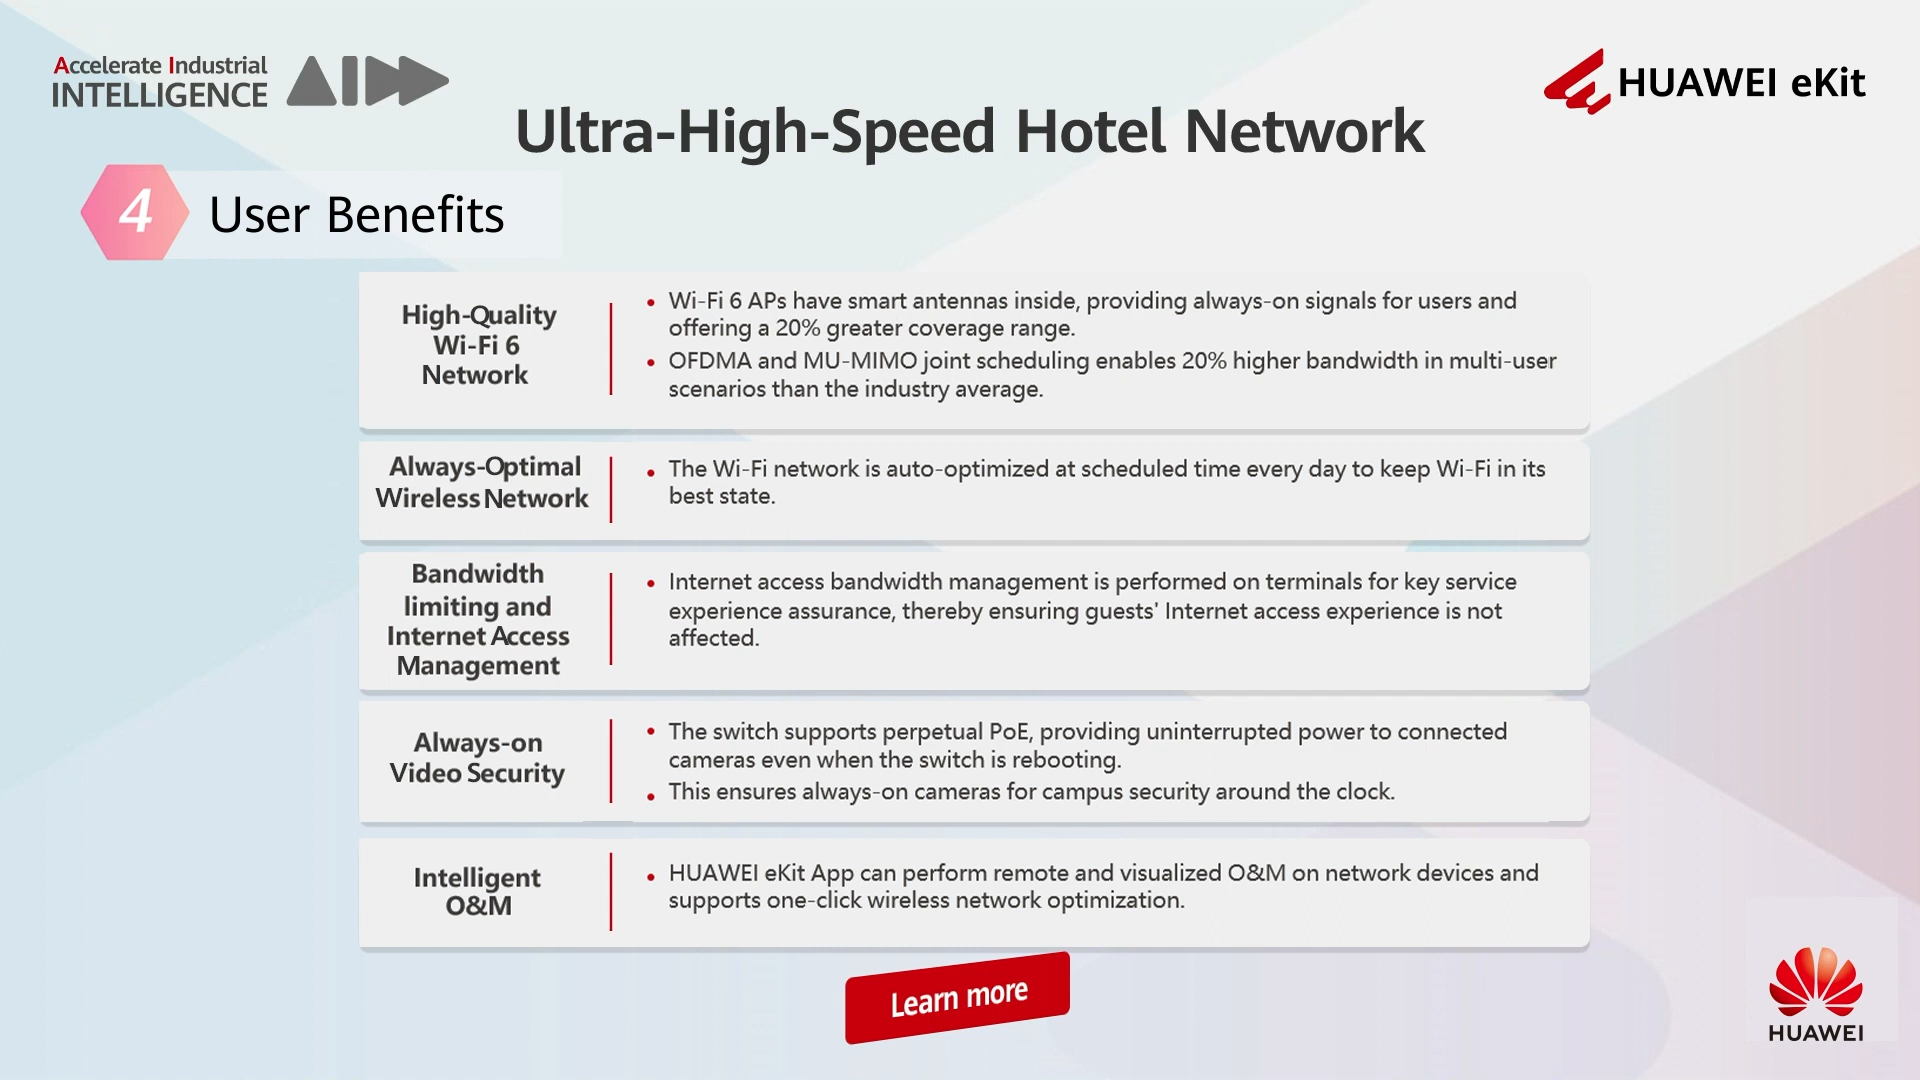 Accelerate Industrial
INTELLIGENCE
HUAWEI eKit
Ultra-High-Speed Hotel Network
4
User Benefits
High-Quality
Wi-Fi 6
Network
• Wi-Fi 6 APs have smart antennas inside, providing always-on signals for users and
offering a 20% greater coverage range.
• OFDMA and MU-MIMO joint scheduling enables 20% higher bandwidth in multi-user
scenarios than the industry average.
Always-Optimal
Wireless Network
• The Wi-Fi network is auto-optimized at scheduled time every day to keep Wi-Fi in its
best state.
Bandwidth
limiting and
Internet Access
Management
• Internet access bandwidth management is performed on terminals for key service
experience assurance, thereby ensuring guests' Internet access experience is not
affected.
Always-on
Video Security
• The switch supports perpetual PoE, providing uninterrupted power to connected
cameras even when the switch is rebooting.
• This ensures always-on cameras for campus security around the clock.
Intelligent
O&M
• HUAWEI eKit App can perform remote and visualized O&M on network devices and
supports one-click wireless network optimization.
Learn more
HUAWEI